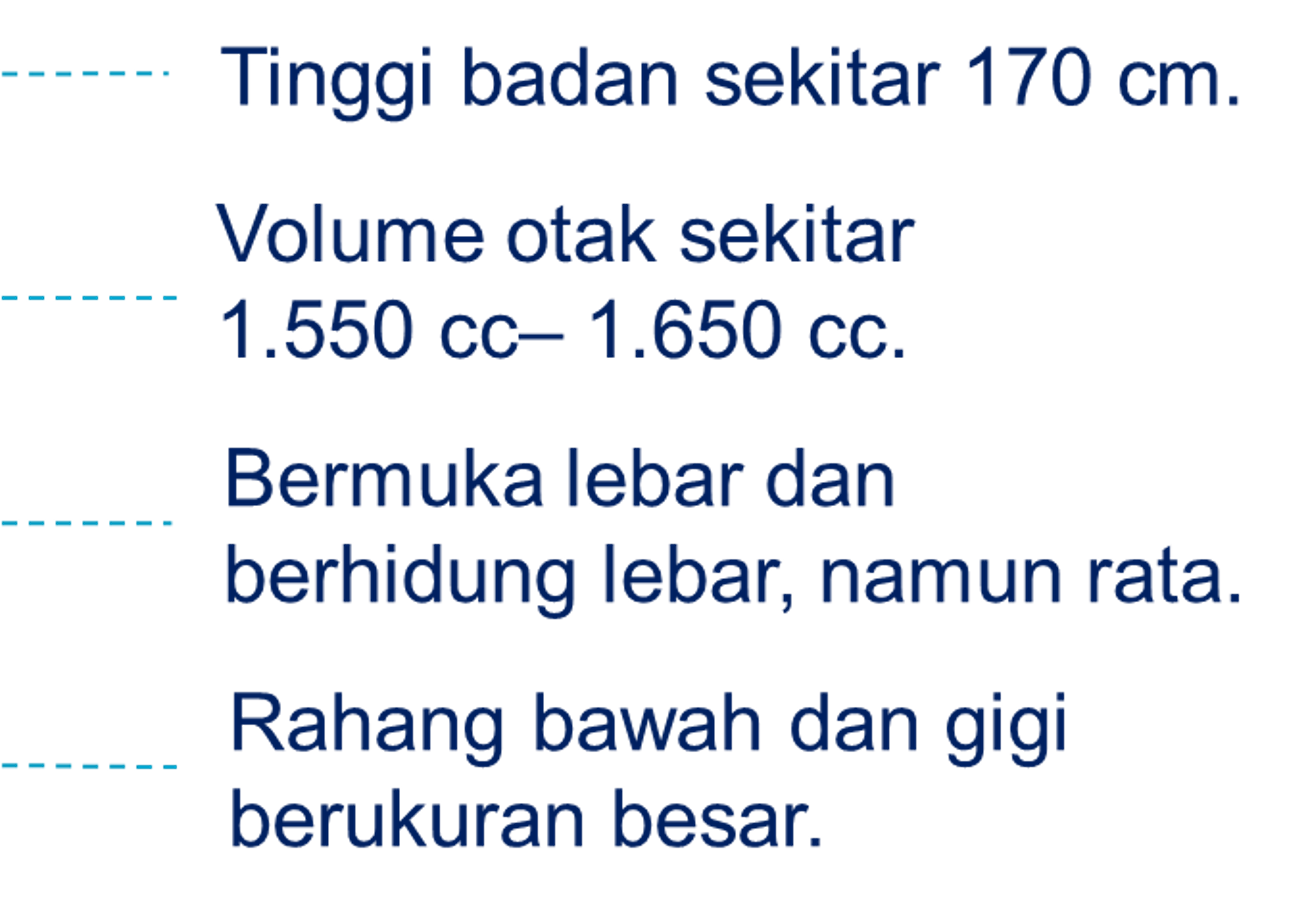 Tinggi badan sekitar 170 cm.
Volume otak sekitar
1.550 cc– 1.650 cc.
Bermuka lebar dan
berhidung lebar, namun rata.
Rahang bawah dan gigi
berukuran besar.